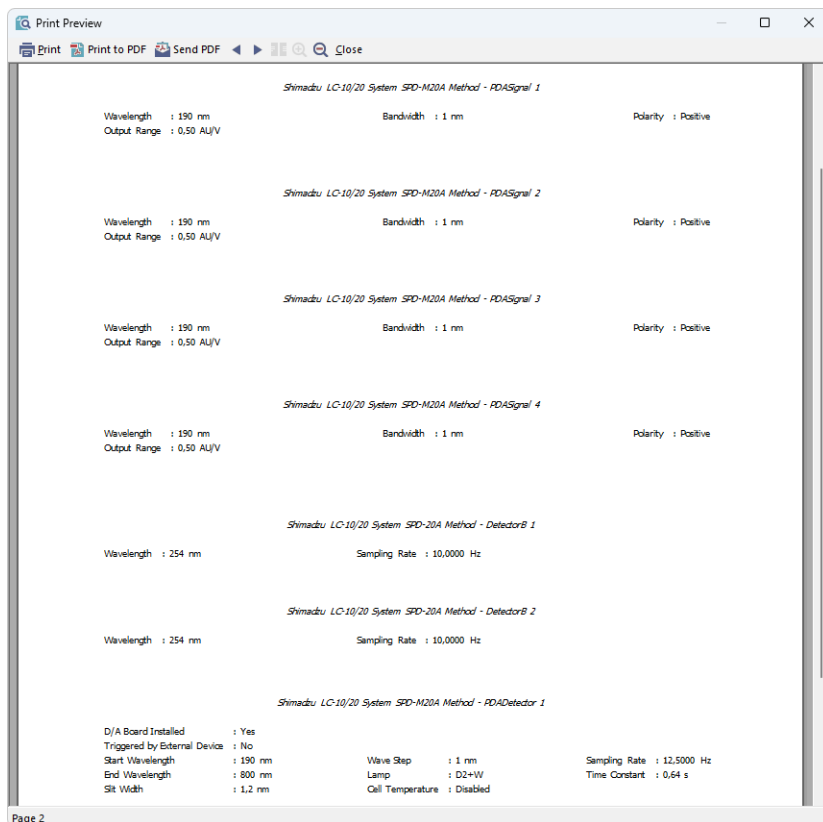 Print Preview
Print Print to PDF Send PDF Close
Shimadzu LC-10/20 System SPD-M20A Method - PDASignal 1
Wavelength : 190 nm Bandwidth : 1 nm Polarity : Positive
Output Range : 0,50 AU/V
Shimadzu LC-10/20 System SPD-M20A Method - PDASignal 2
Wavelength : 190 nm Bandwidth : 1 nm Polarity : Positive
Output Range : 0,50 AU/V
Shimadzu LC-10/20 System SPD-M20A Method - PDASignal 3
Wavelength : 190 nm Bandwidth : 1 nm Polarity : Positive
Output Range : 0,50 AU/V
Shimadzu LC-10/20 System SPD-M20A Method - PDASignal 4
Wavelength : 190 nm Bandwidth : 1 nm Polarity : Positive
Output Range : 0,50 AU/V
Shimadzu LC-10/20 System SPD-20A Method - DetectorB 1
Wavelength : 254 nm Sampling Rate : 10,0000 Hz
Shimadzu LC-10/20 System SPD-20A Method - DetectorB 2
Wavelength : 254 nm Sampling Rate : 10,0000 Hz
Shimadzu LC-10/20 System SPD-M20A Method - PDADetector 1
D/A Board Installed : Yes
Triggered by External Device : No
Start Wavelength : 190 nm Wave Step : 1 nm Sampling Rate : 12,5000 Hz
End Wavelength : 800 nm Lamp : D2+W Time Constant : 0,64 s
Slit Width : 1,2 nm Cell Temperature : Disabled
Page 2